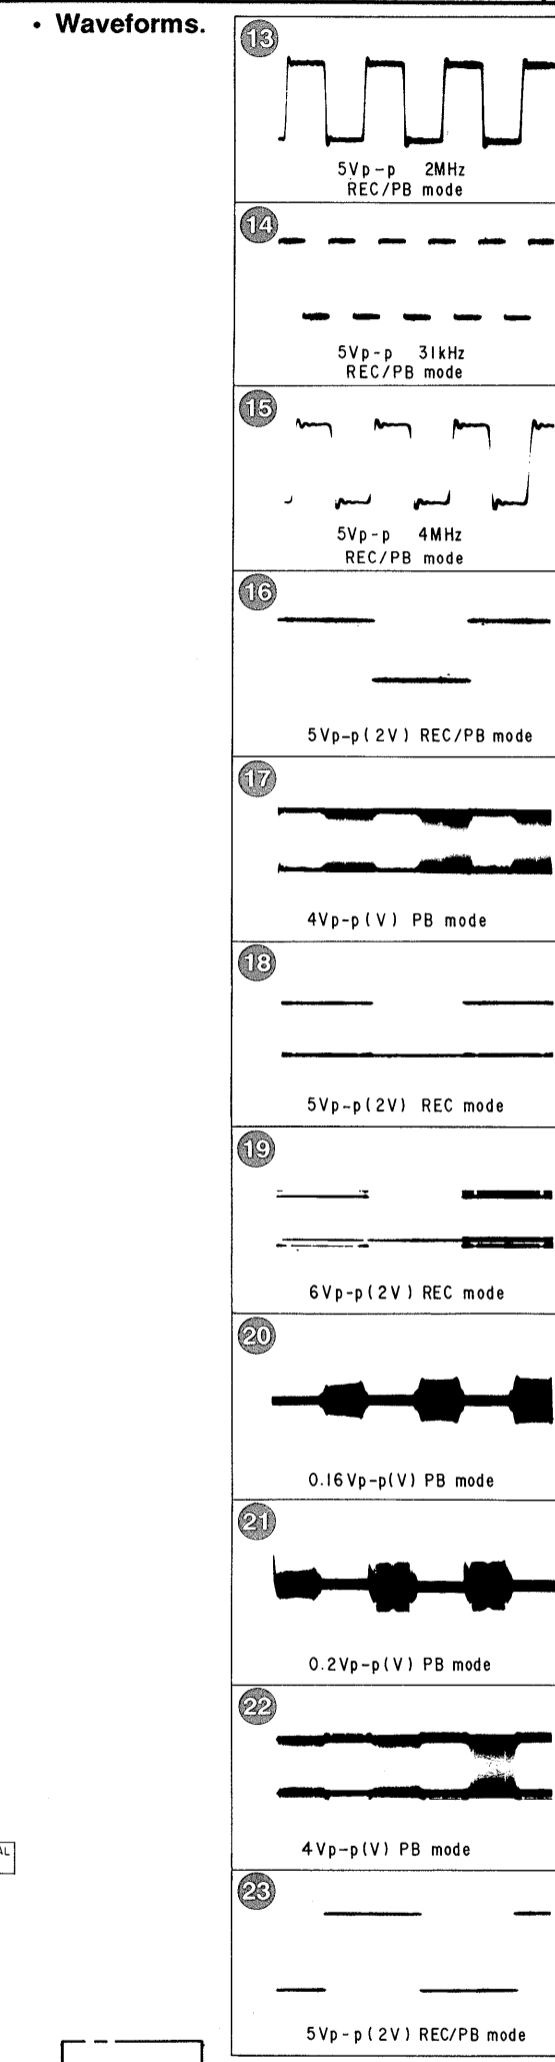 • Waveforms.
13
5Vp-p 2MHz
REC/PB mode
14
5Vp-p 31kHz
REC/PB mode
15
5Vp-p 4MHz
REC/PB mode
16
5Vp-p(2V) REC/PB mode
17
4Vp-p(V) PB mode
18
5Vp-p(2V) REC mode
19
6Vp-p(2V) REC mode
20
0.16Vp-p(V) PB mode
21
0.2Vp-p(V) PB mode
22
4Vp-p(V) PB mode
AL
23
5Vp-p(2V) REC/PB mode